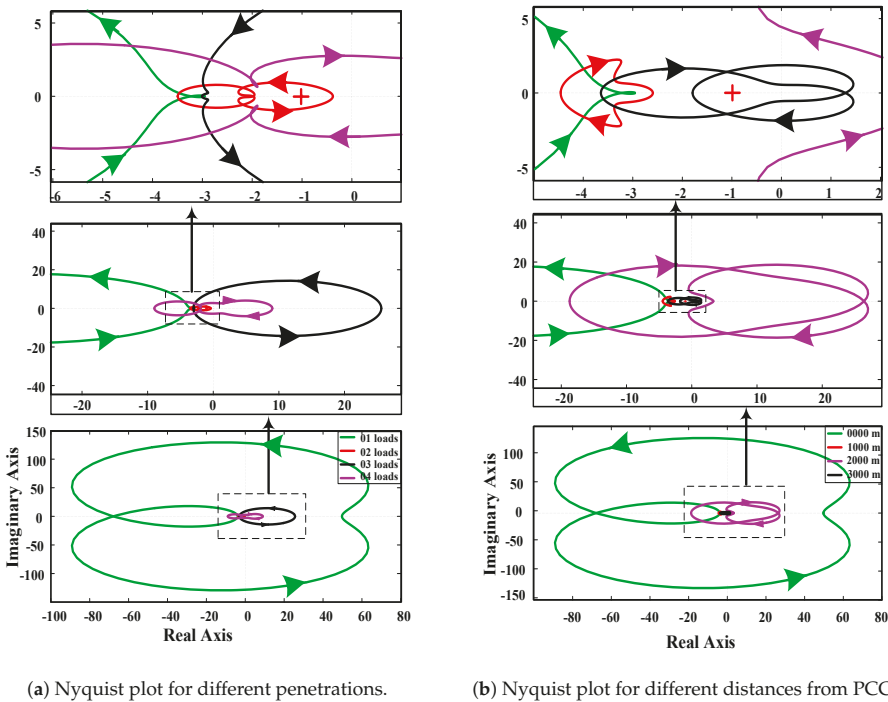 5
0
-5
-6 -5 -4 -3 -2 -1 0
5
0
-5
-4 -3 -2 -1 0 1 2
40
20
0
-20
-40
-20 -10 0 10 20
40
20
0
-20
-40
-20 -10 0 10 20
Imaginary Axis
150
100
50
0
-50
-100
01 loads
02 loads
03 loads
04 loads
-100 -80 -60 -40 -20 0 20 40 60 80
Real Axis
Imaginary Axis
100
50
0
-50
-100
-150
0000 m
1000 m
2000 m
3000 m
-80 -60 -40 -20 0 20 40 60 80
Real Axis
(a) Nyquist plot for different penetrations.
(b) Nyquist plot for different distances from PCC